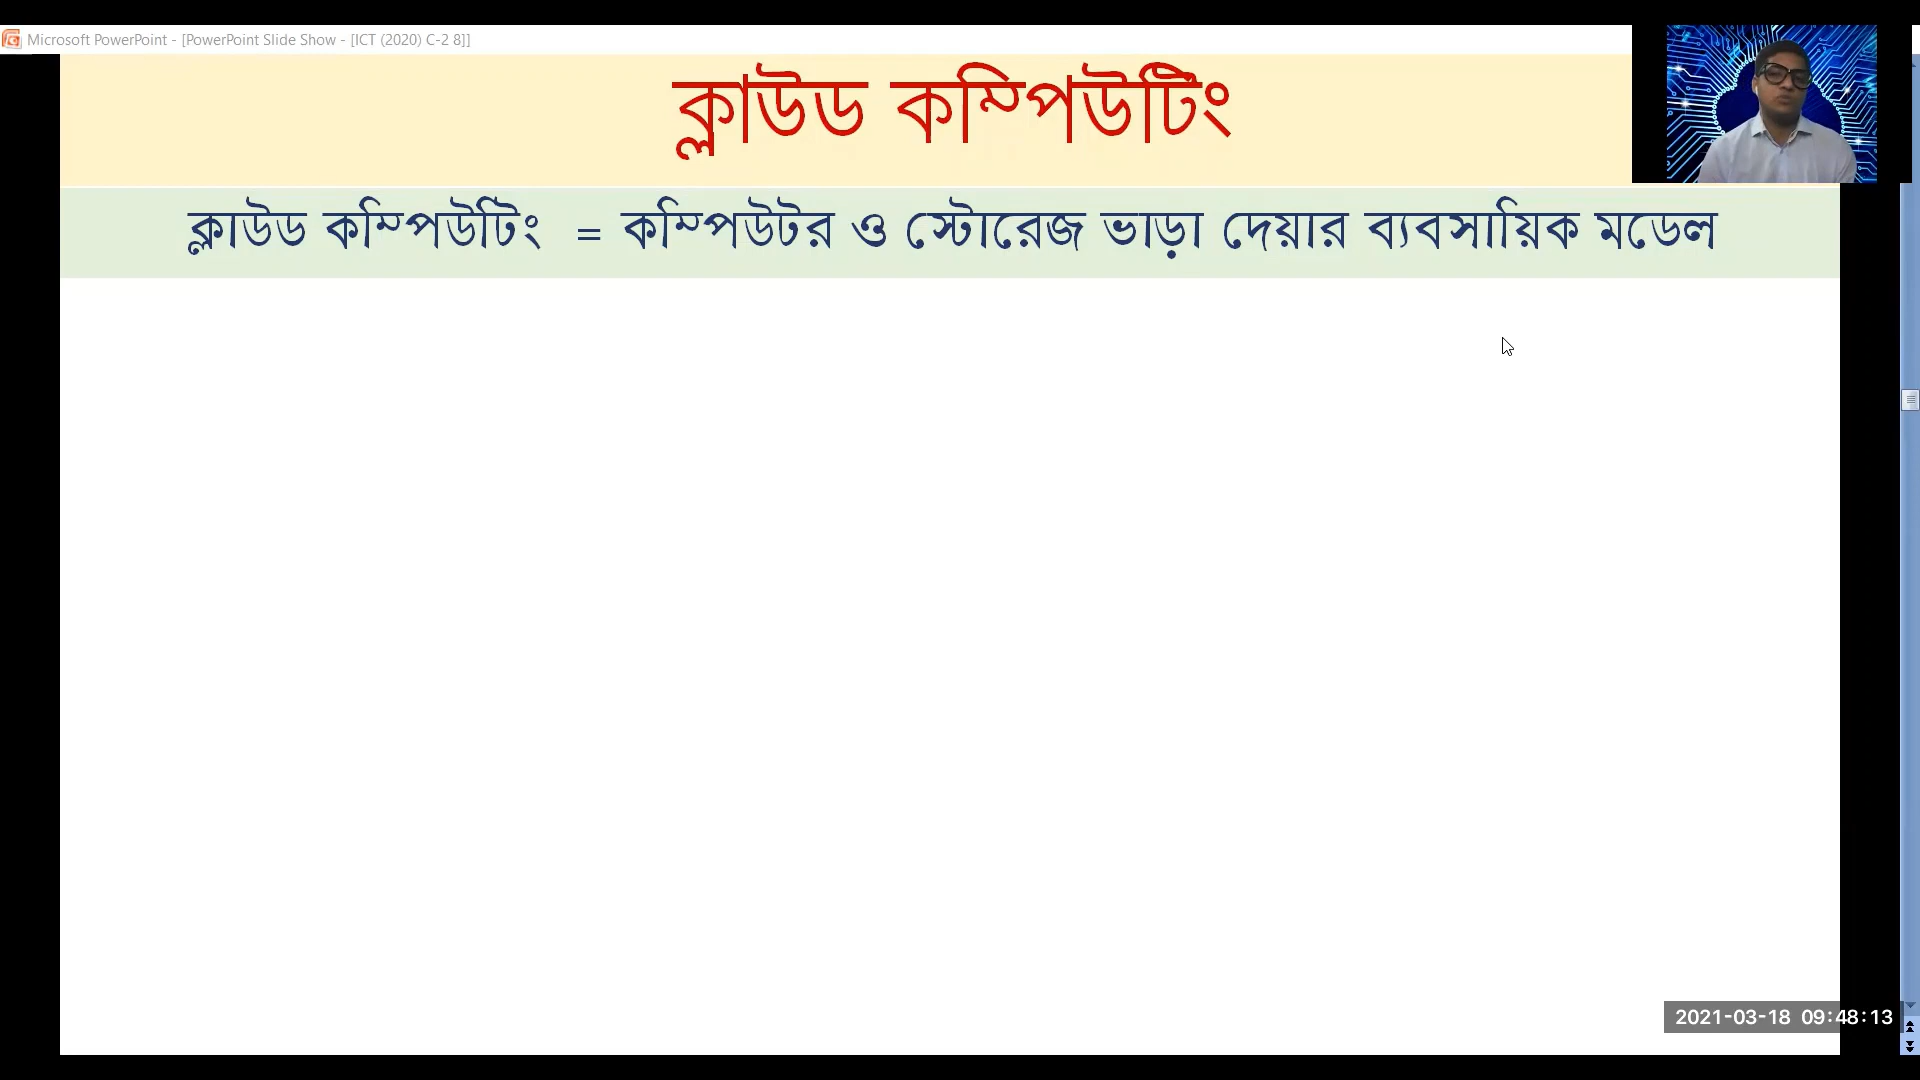 Microsoft PowerPoint - [PowerPoint Slide Show - [ICT (2020) C-2 8]]
ক্লাউড কম্পিউটিং
ক্লাউড কম্পিউটিং = কম্পিউটর ও স্টোরেজ ভাড়া দেয়ার ব্যবসায়িক মডেল
2021-03-18 09:48:13